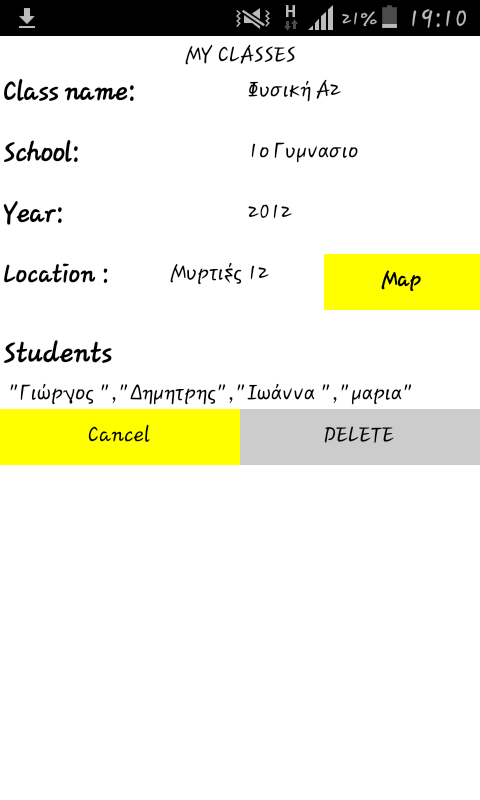 H 21% 19:10
MY CLASSES
Class name: Φυσική Α2
School: 1ο Γυμνασιο
Year: 2012
Location : Μυρτιές 12 Map
Students
"Γιώργος ","Δημητρης","Ιωάννα ","μαρια"
Cancel DELETE